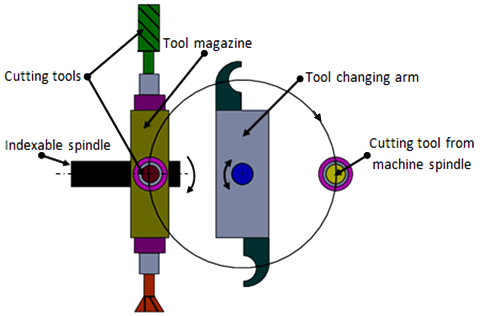 Tool magazine
Cutting tools
Tool changing arm
Indexable spindle
Cutting tool from
machine spindle